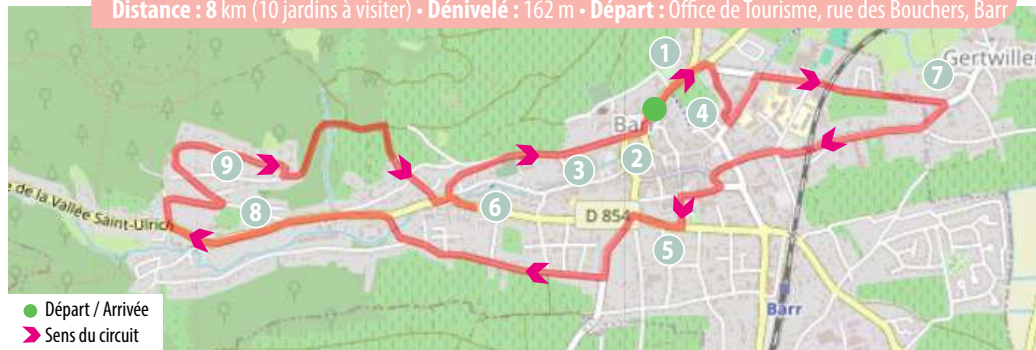 Distance : 8 km (10 jardins à visiter) • Dénivelé : 162 m • Départ : Office de Tourisme, rue des Bouchers, Barr
1
7
Gertwiller
4
Bar
2
3
9
6
8
e de la Vallée Saint-Ulrich
D 854
5
Barr
Départ / Arrivée
Sens du circuit